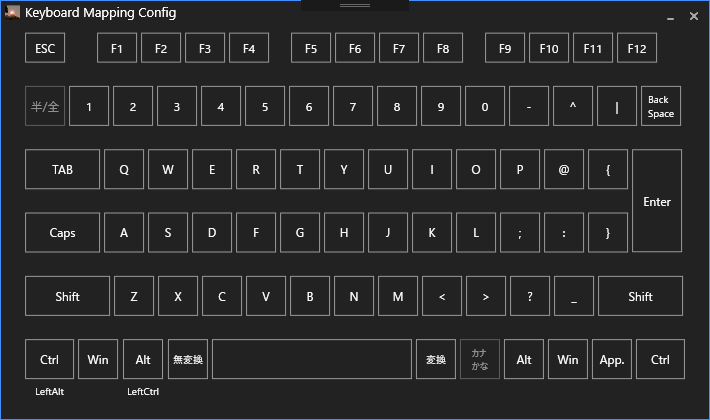 Keyboard Mapping Config
ESC F1 F2 F3 F4 F5 F6 F7 F8 F9 F10 F11 F12
半/全 1 2 3 4 5 6 7 8 9 0 - ^ | Back Space
TAB Q W E R T Y U I O P @ { Enter
Caps A S D F G H J K L ; : }
Shift Z X C V B N M < > ? _ Shift
Ctrl Win Alt 無変換 変換 カナ かな Alt Win App. Ctrl
LeftAlt LeftCtrl